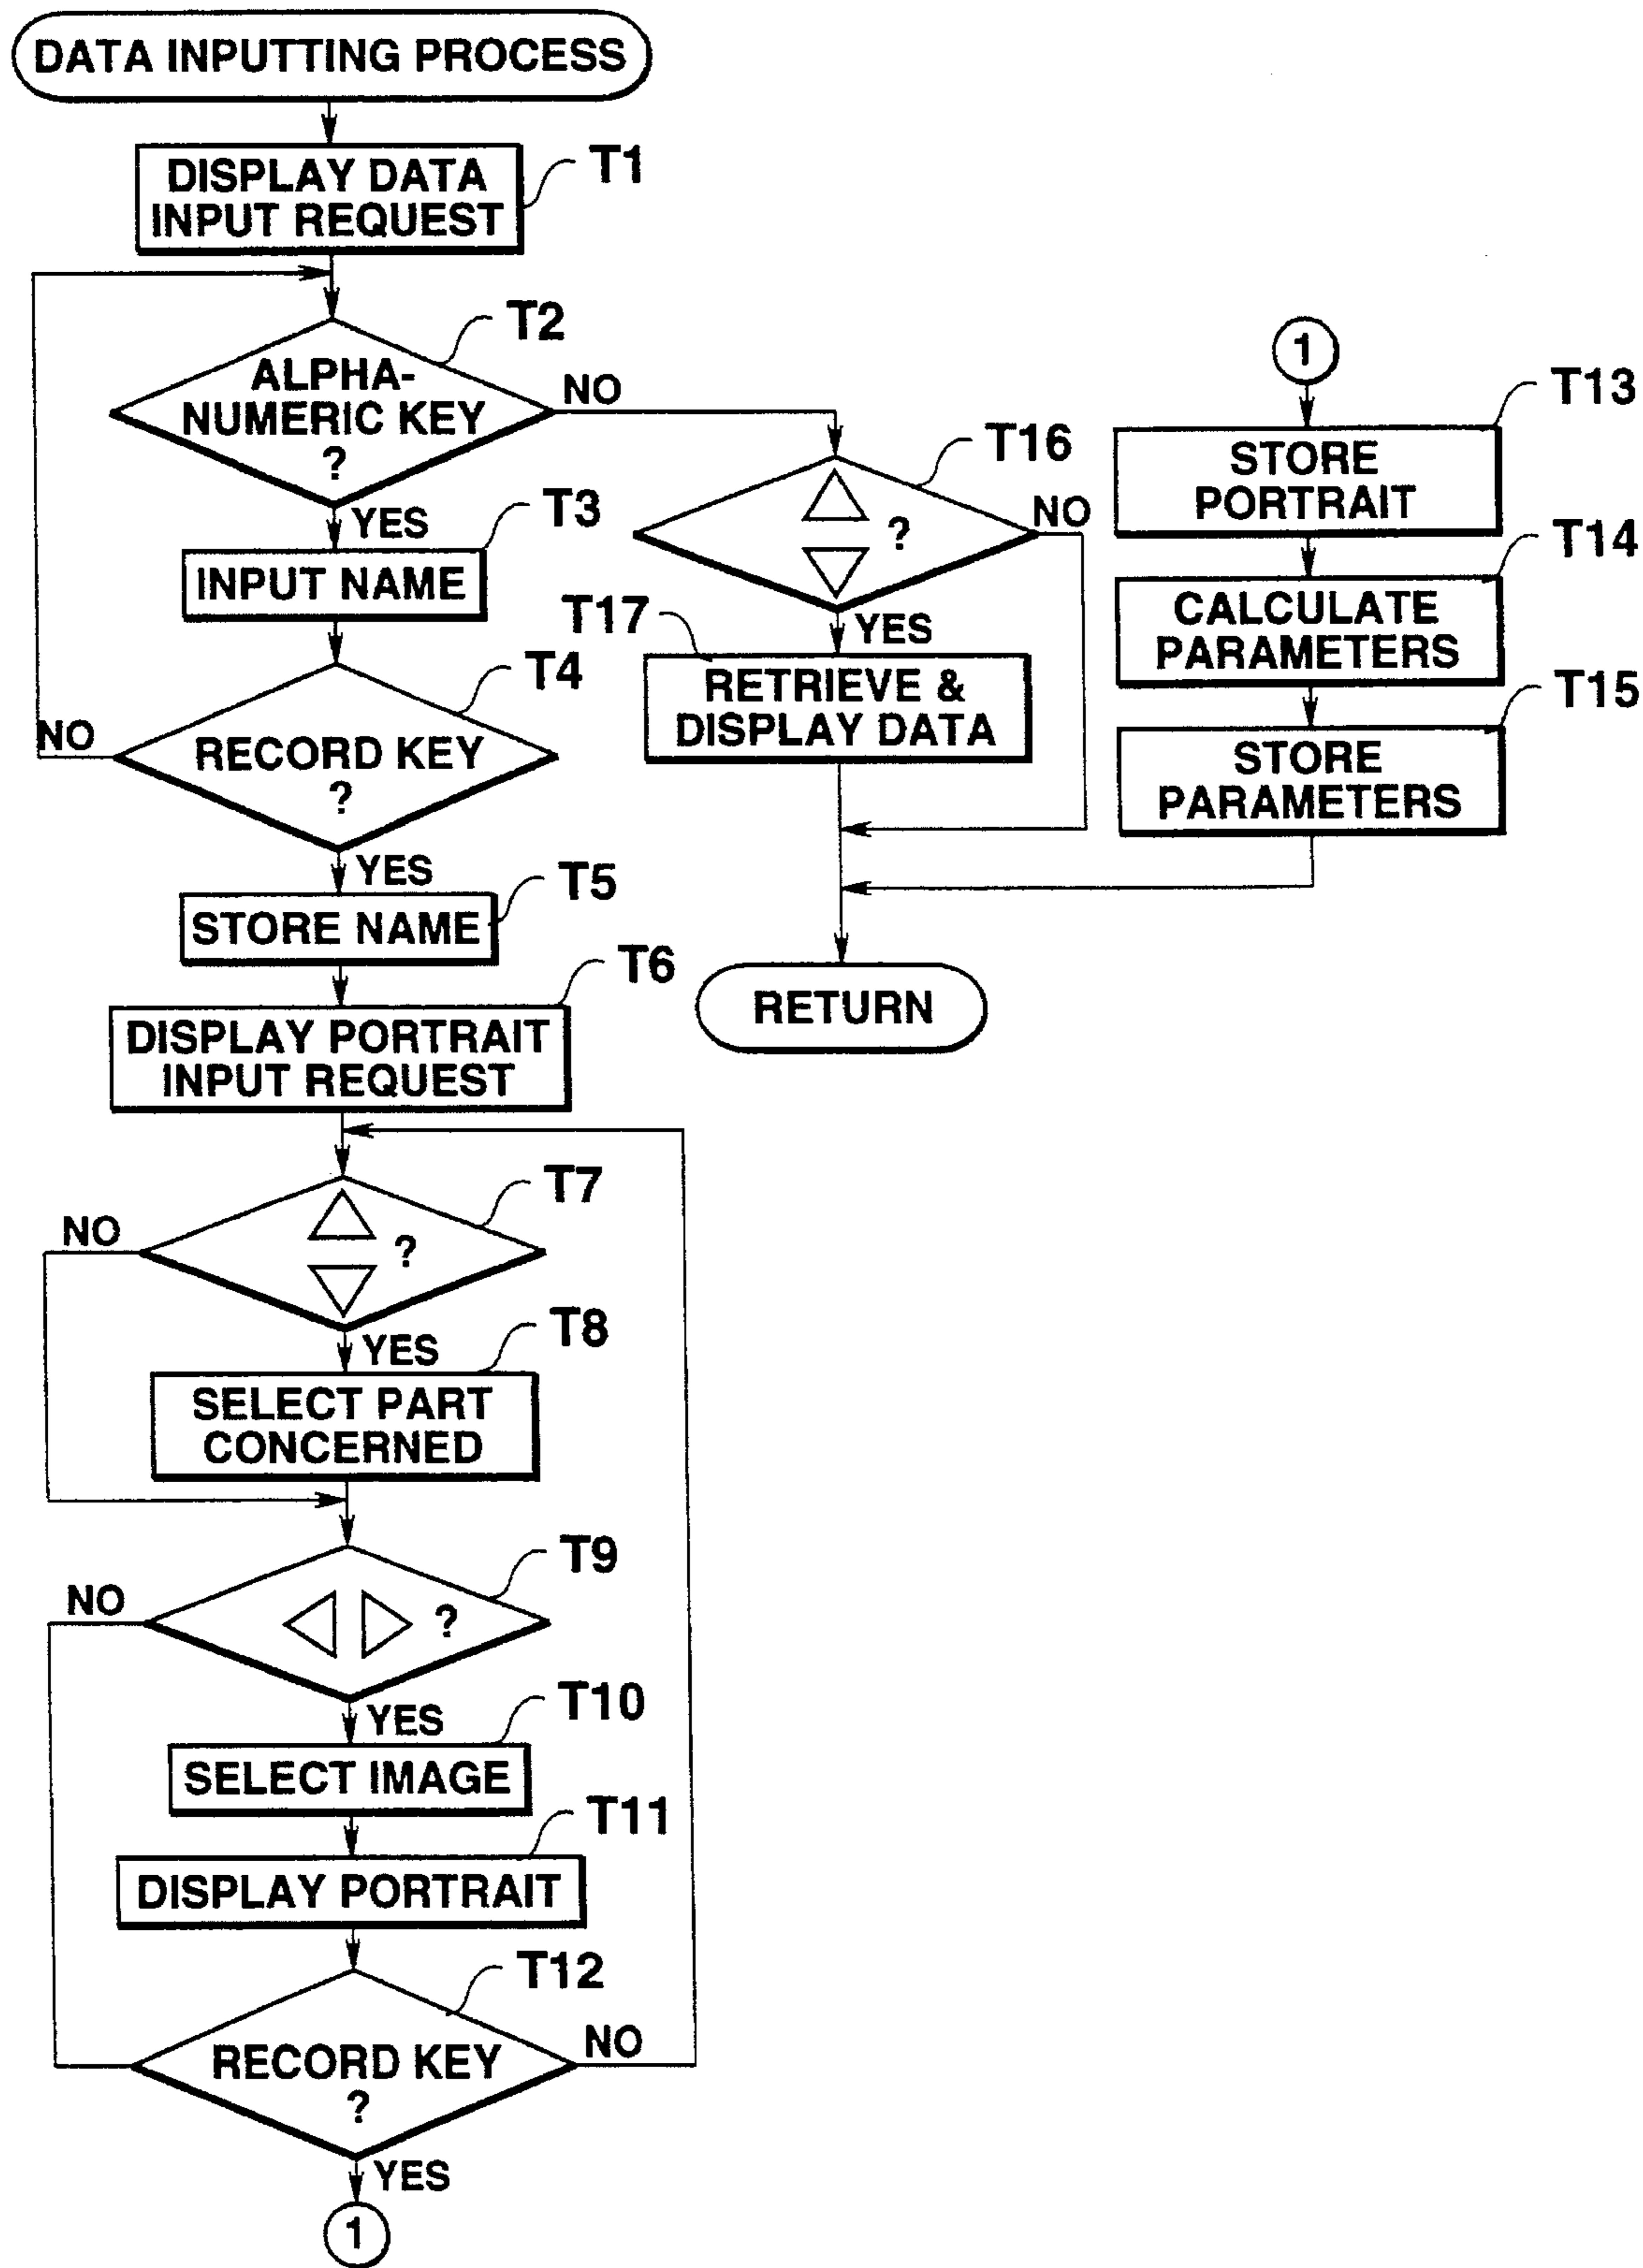 DATA INPUTTING PROCESS
DISPLAY DATA
INPUT REQUEST
T1
ALPHA-
NUMERIC KEY
?
T2
NO
YES
INPUT NAME
T3
RECORD KEY
?
T4
NO
YES
STORE NAME
T5
DISPLAY PORTRAIT
INPUT REQUEST
T6
?
T7
NO
YES
SELECT PART
CONCERNED
T8
?
T9
NO
YES
SELECT IMAGE
T10
DISPLAY PORTRAIT
T11
RECORD KEY
?
T12
NO
YES
1
?
T16
NO
YES
RETRIEVE &
DISPLAY DATA
T17
RETURN
1
STORE
PORTRAIT
T13
CALCULATE
PARAMETERS
T14
STORE
PARAMETERS
T15